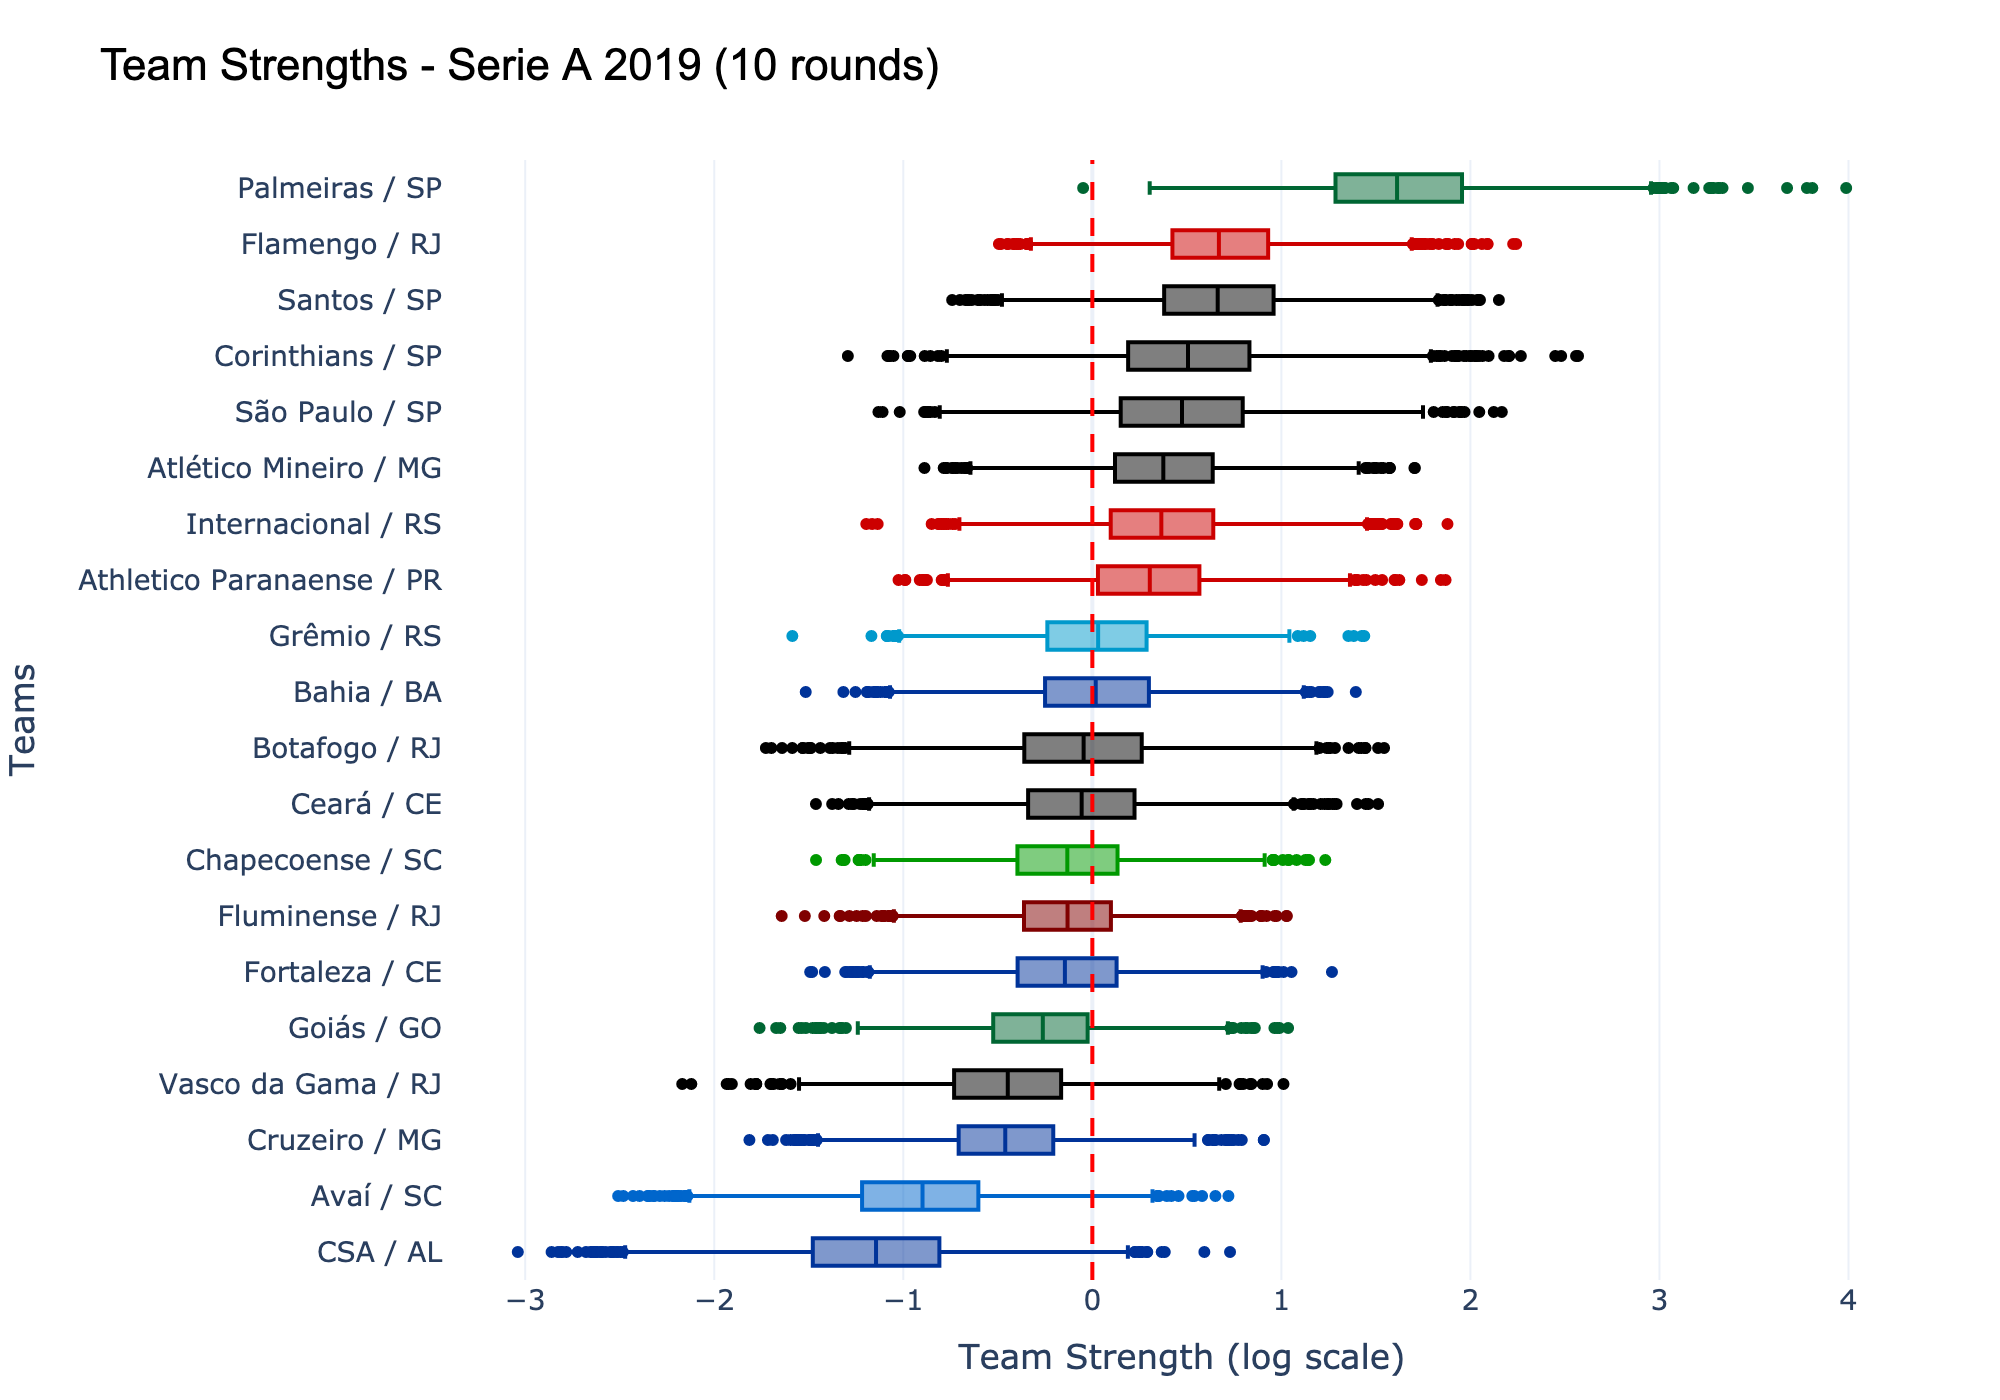 Team Strengths - Serie A 2019 (10 rounds)
Palmeiras / SP
Flamengo / RJ
Santos / SP
Corinthians / SP
São Paulo / SP
Atlético Mineiro / MG
Internacional / RS
Athletico Paranaense / PR
Grêmio / RS
Bahia / BA
Botafogo / RJ
Ceará / CE
Chapecoense / SC
Fluminense / RJ
Fortaleza / CE
Goiás / GO
Vasco da Gama / RJ
Cruzeiro / MG
Avaí / SC
CSA / AL
Teams
−3 −2 −1 0 1 2 3 4
Team Strength (log scale)